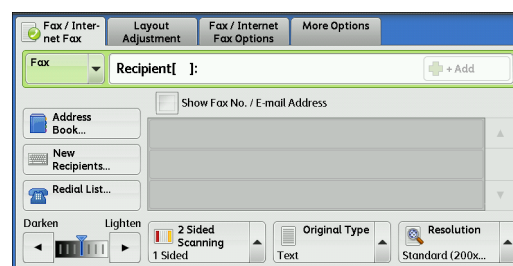 Fax / Inter-
net Fax
Layout
Adjustment
Fax / Internet
Fax Options
More Options
Fax
Recipient[ ]:
+ Add
Show Fax No. / E-mail Address
Address
Book...
New
Recipients...
Redial List...
Darken
Lighten
2 Sided
Scanning
1 Sided
Original Type
Text
Resolution
Standard (200x...